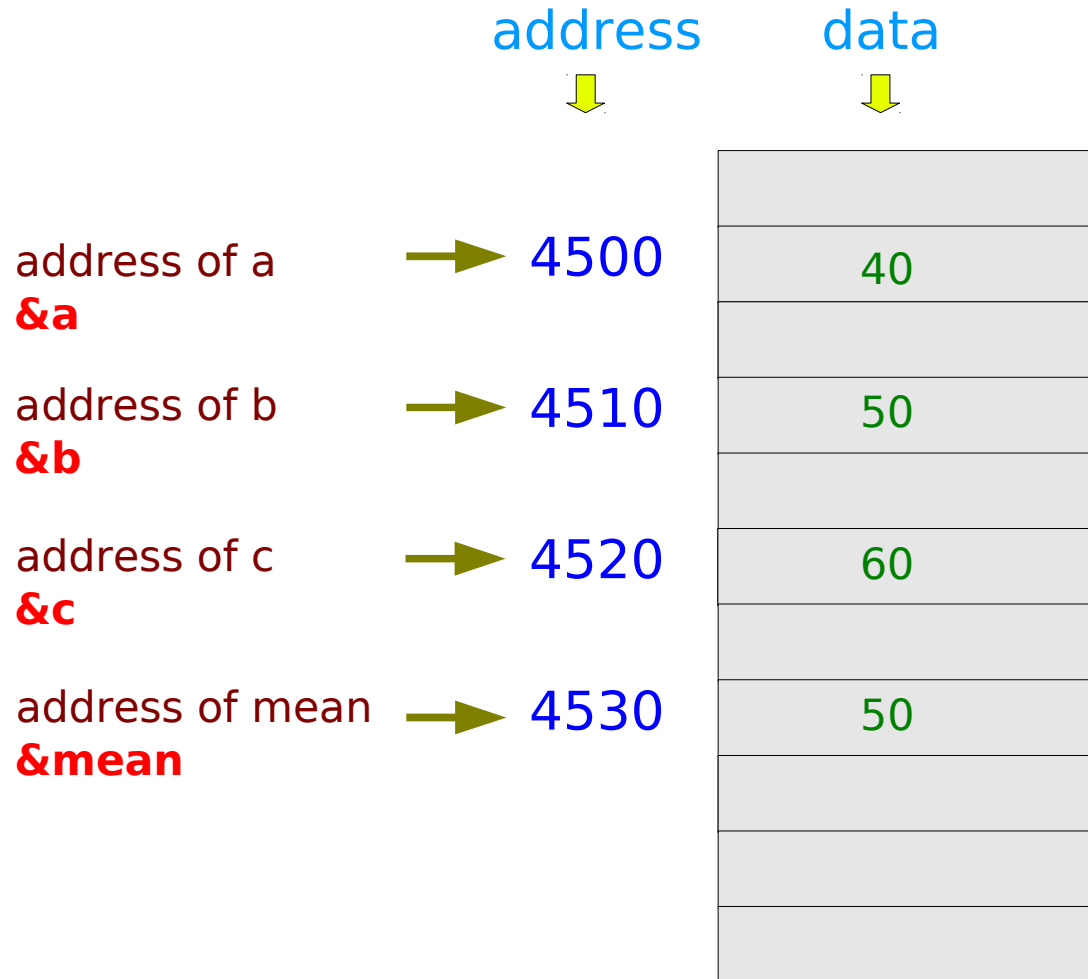 address data
address of a 4500 40
&a
address of b 4510 50
&b
address of c 4520 60
&c
address of mean 4530 50
&mean